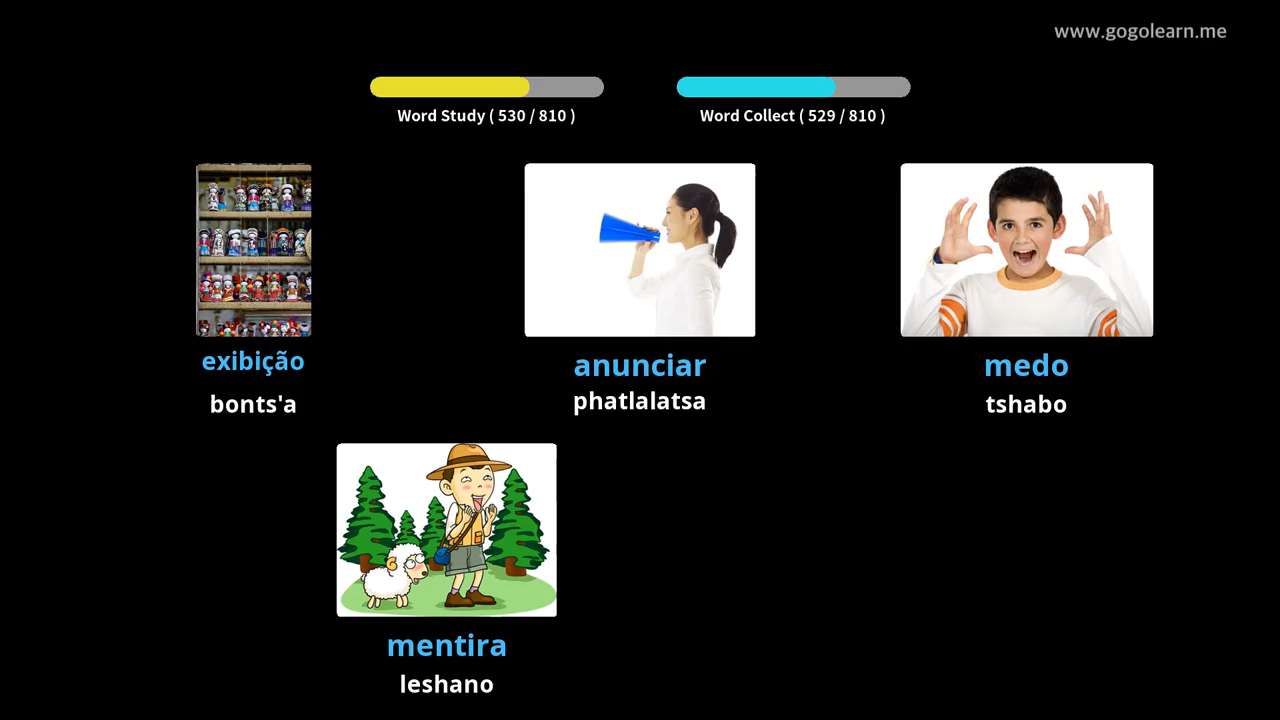 www.gogolearn.me
Word Study ( 530 / 810 )
Word Collect ( 529 / 810 )
exibição
bonts'a
anunciar
phatlalatsa
medo
tshabo
mentira
leshano